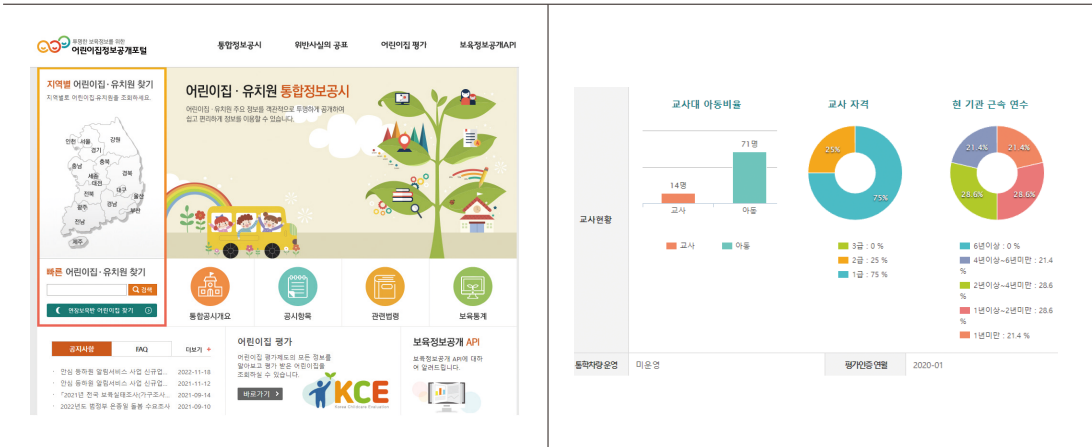 투명한 보육정보를 위한
어린이집정보공개포털
통합정보공시
위반사실의 공표
어린이집 평가
보육정보공개API
지역별 어린이집·유치원 찾기
지역별로 어린이집·유치원을 조회하세요.
인천
서울
강원
경기
충남
충북
세종
대전
경북
전북
대구
울산
광주
경남
부산
전남
제주
빠른 어린이집·유치원 찾기
검색
연장보육반 어린이집 찾기
어린이집 · 유치원 통합정보공시
어린이집 · 유치원 주요 정보를 객관적으로 투명하게 공개하여
쉽고 편리하게 정보를 이용할 수 있습니다.
통합공시개요
공시항목
관련법령
보육통계
공지사항
FAQ
더보기 +
안심 등하원 알림서비스 사업 신규업... 2022-11-18
안심 등하원 알림서비스 사업 신규업... 2021-11-12
「2021년 전국 보육실태조사(가구조사... 2021-09-14
2022년도 범정부 온종일 돌봄 수요조사 2021-09-10
어린이집 평가
어린이집 평가제도의 모든 정보를
알아보고 평가 받은 어린이집을
조회하실 수 있습니다.
바로가기 >
KCE
Korea Childcare Evaluation
보육정보공개 API
보육정보공개 API에 대하
여 알려드립니다.
교사현황
교사대 아동비율
71명
14명
교사
아동
교사
아동
교사 자격
25%
75%
3급 : 0 %
2급 : 25 %
1급 : 75 %
현 기관 근속 연수
21.4%
21.4%
28.6%
28.6%
6년이상 : 0 %
4년이상~6년미만 : 21.4
%
2년이상~4년미만 : 28.6
%
1년이상~2년미만 : 28.6
%
1년미만 : 21.4 %
통학차량 운영
미운영
평가인증 연월
2020-01